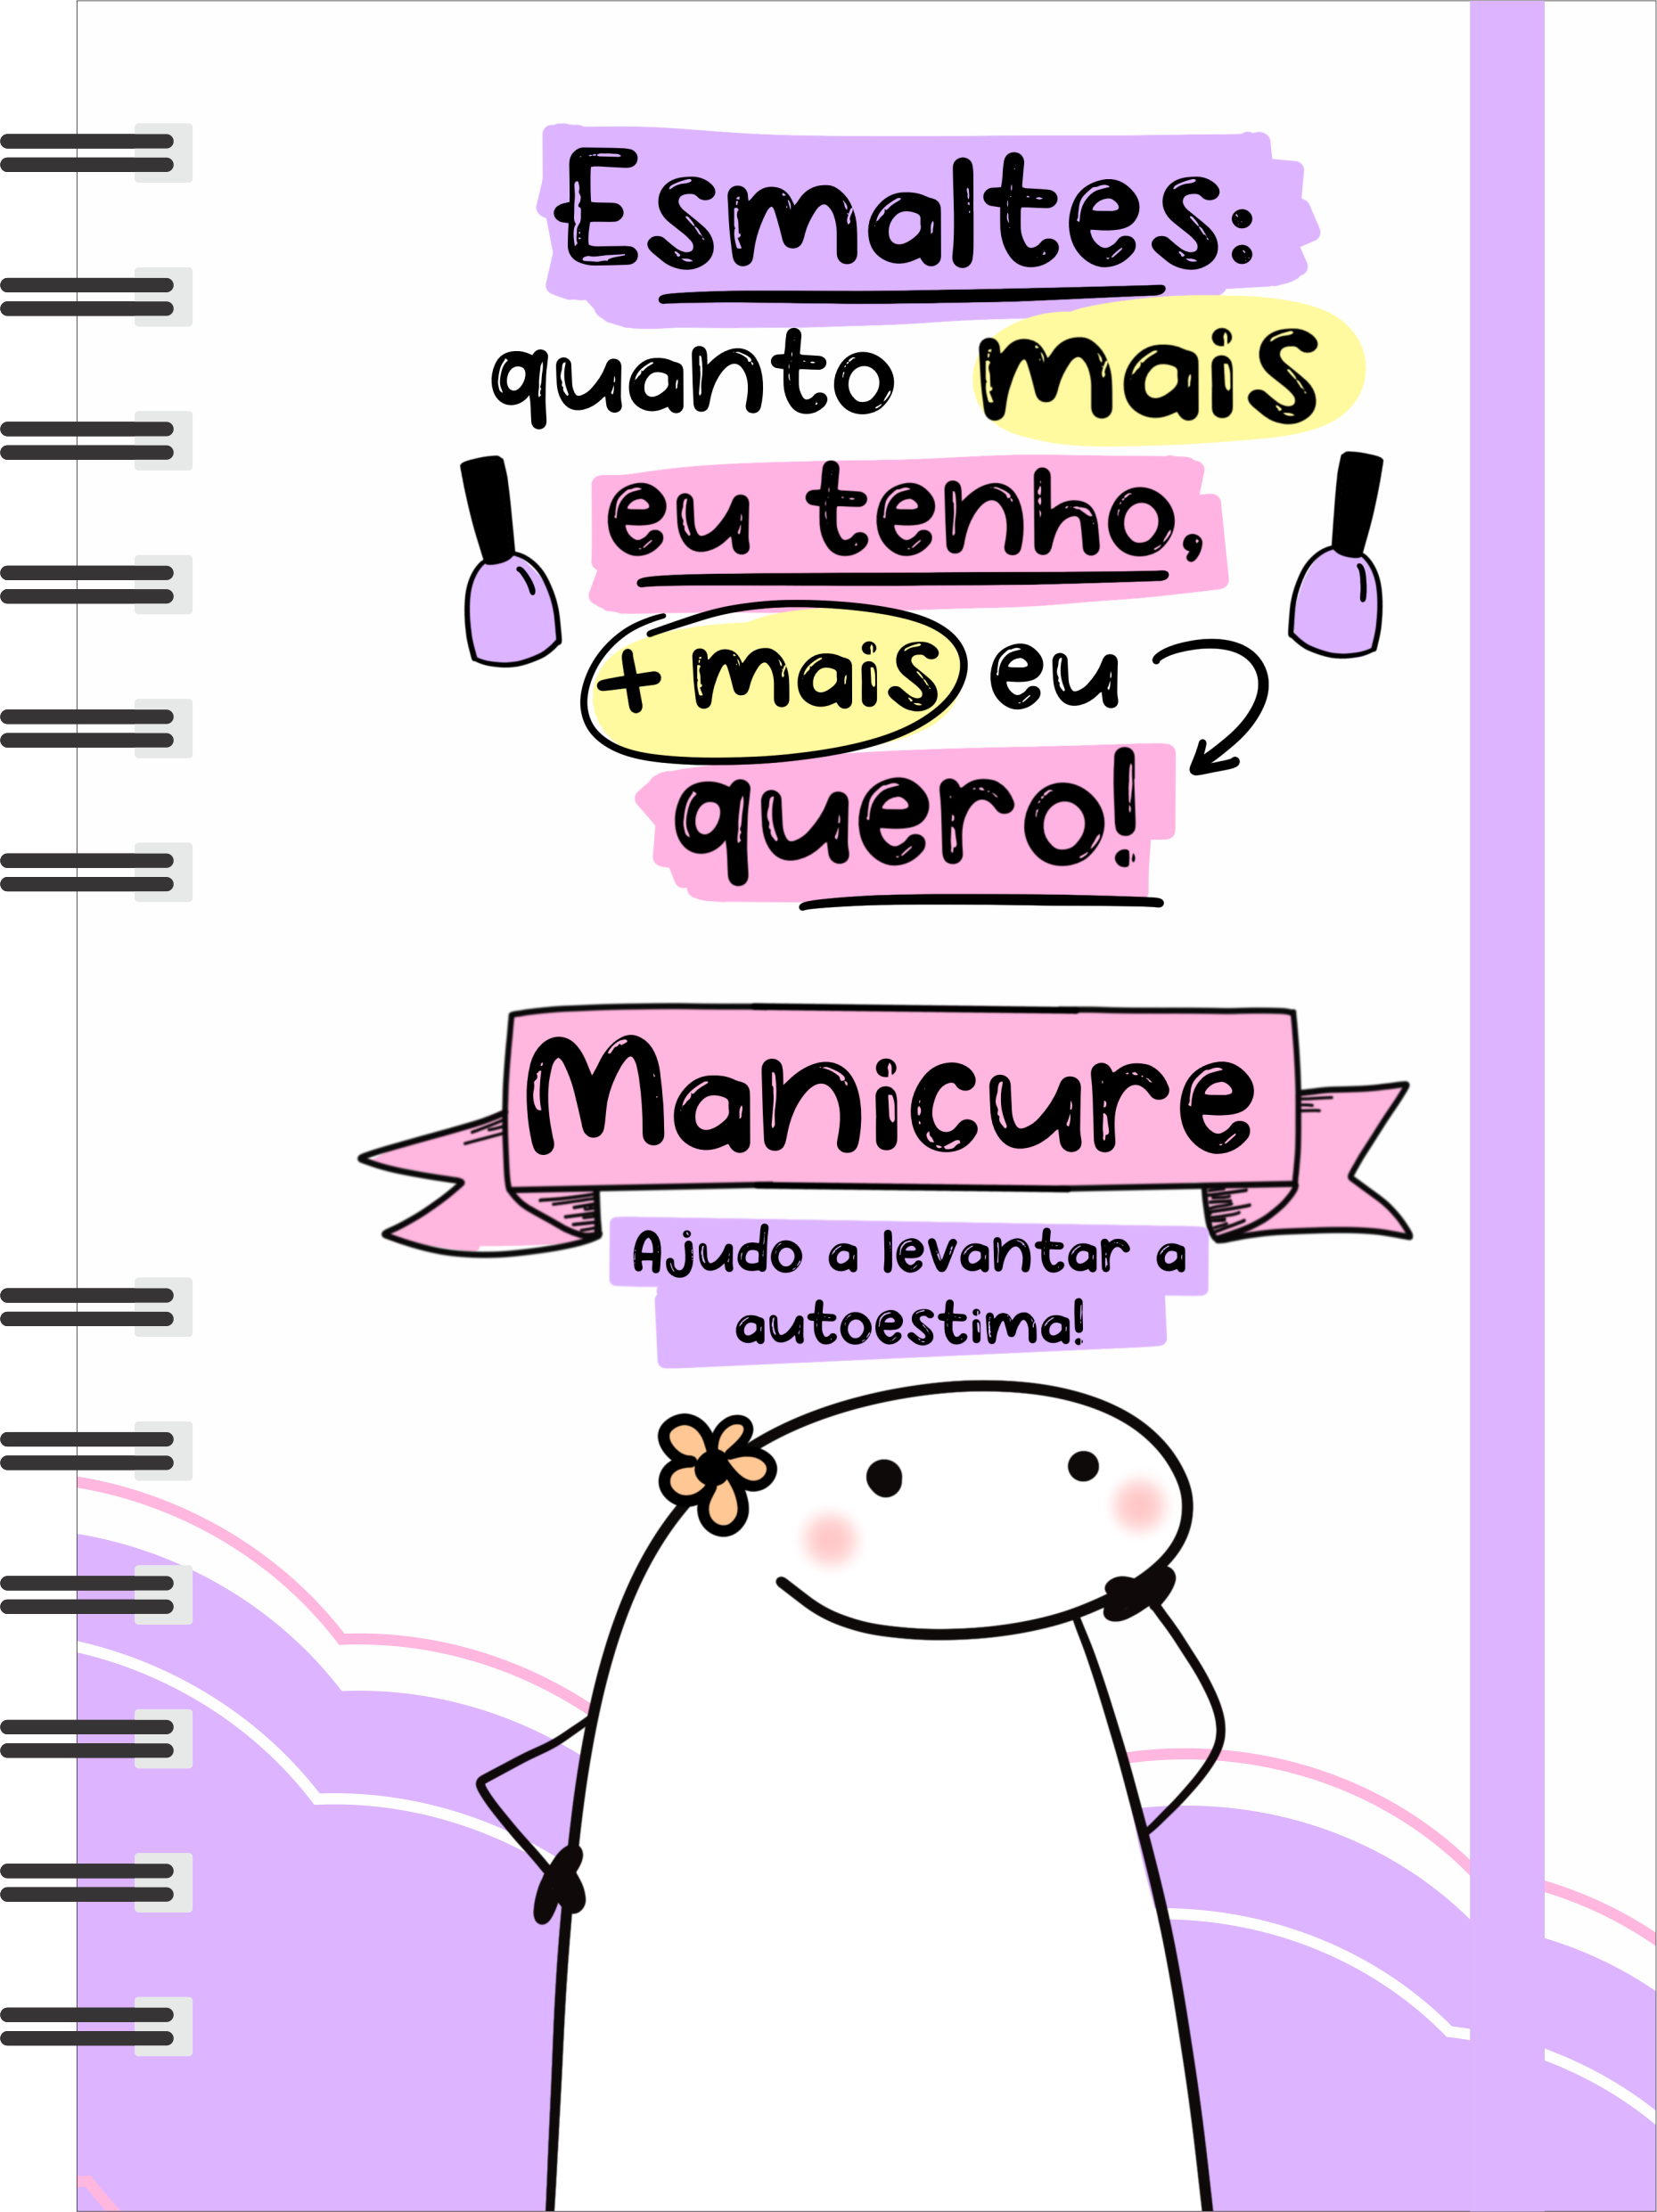 Esmaltes:
quanto mais
eu tenho,
+ mais eu
quero!
Manicure
Ajudo a levantar a
autoestima!